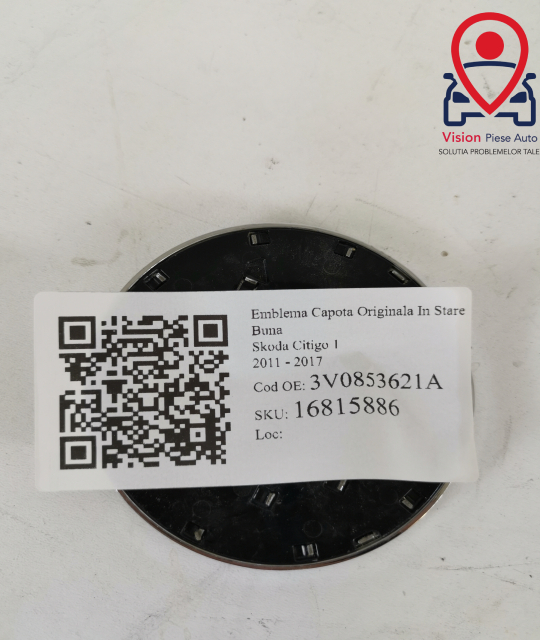 Vision Piese Auto
SOLUTIA PROBLEMELOR TALE
Emblema Capota Originala In Stare
Buna
Skoda Citigo 1
2011 - 2017
Cod OE: 3V0853621A
SKU: 16815886
Loc: